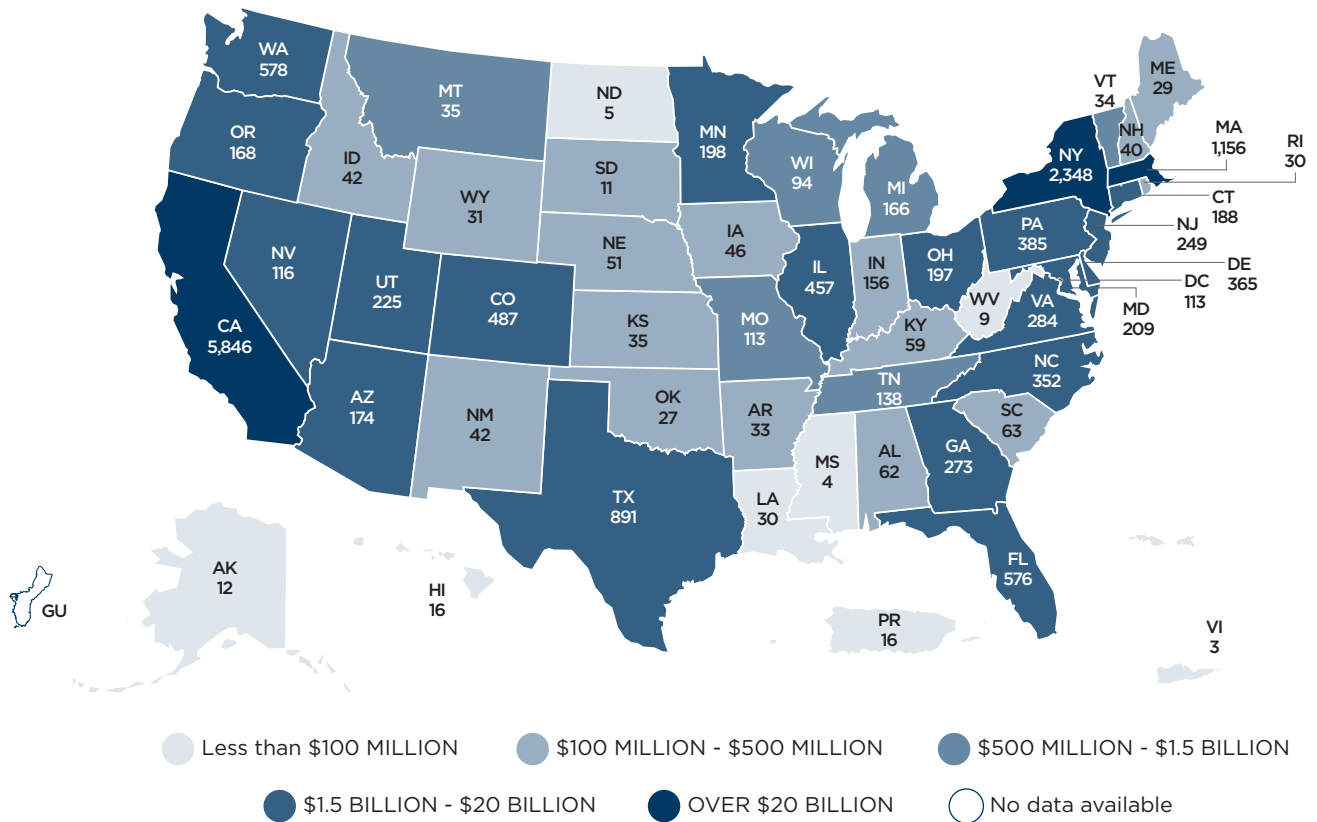 WA
578
OR
168
CA
5,846
NV
116
ID
42
MT
35
WY
31
UT
225
AZ
174
CO
487
NM
42
ND
5
SD
11
NE
51
KS
35
OK
27
TX
891
MN
198
IA
46
MO
113
AR
33
LA
30
WI
94
IL
457
MI
166
IN
156
OH
197
KY
59
TN
138
MS
4
AL
62
GA
273
FL
576
SC
63
NC
352
VA
284
WV
9
PA
385
NY
2,348
VT
34
NH
40
ME
29
MA
1,156
RI
30
CT
188
NJ
249
DE
365
DC
113
MD
209
AK
12
HI
16
GU
PR
16
VI
3
Less than $100 MILLION
$100 MILLION - $500 MILLION
$500 MILLION - $1.5 BILLION
$1.5 BILLION - $20 BILLION
OVER $20 BILLION
No data available